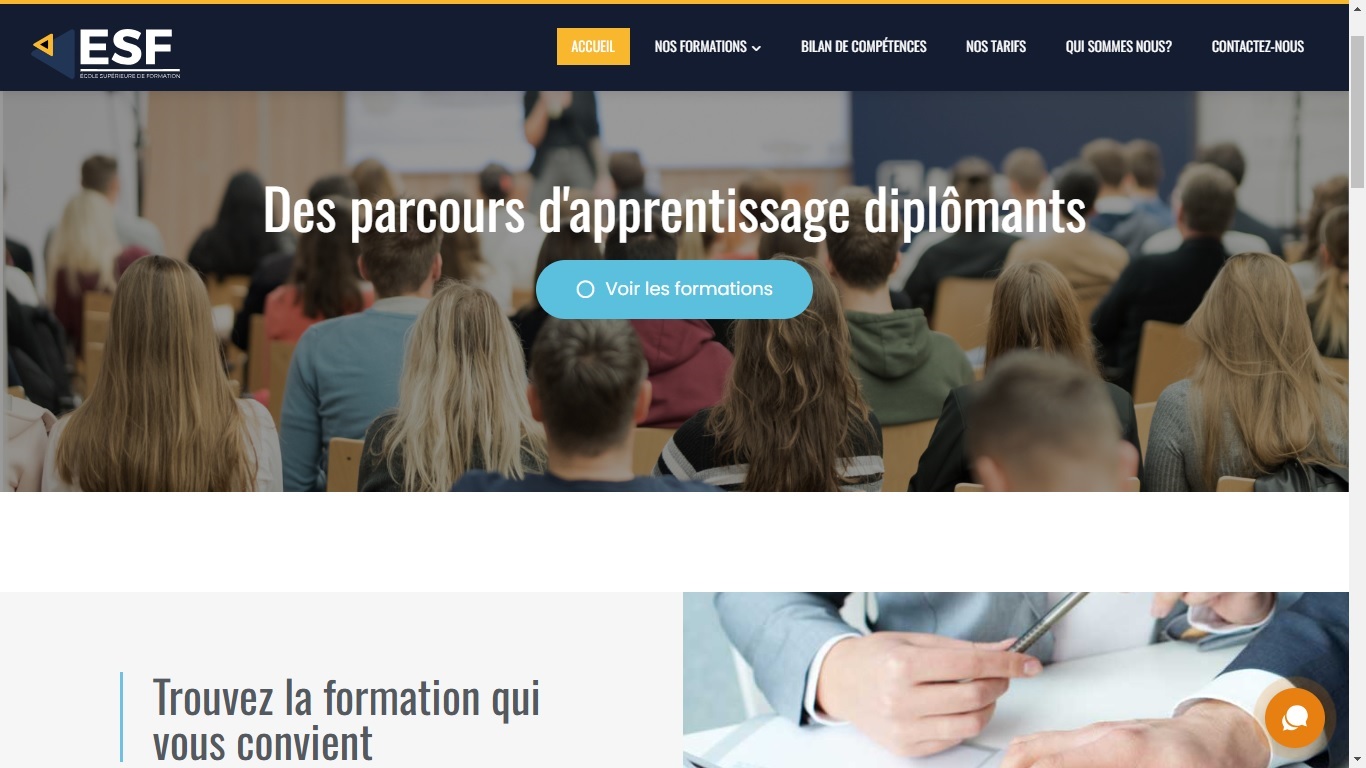 ESF
ECOLE SUPÉRIEURE DE FORMATION
ACCUEIL
NOS FORMATIONS
BILAN DE COMPÉTENCES
NOS TARIFS
QUI SOMMES NOUS?
CONTACTEZ-NOUS
Des parcours d'apprentissage diplômants
Voir les formations
Trouvez la formation qui
vous convient